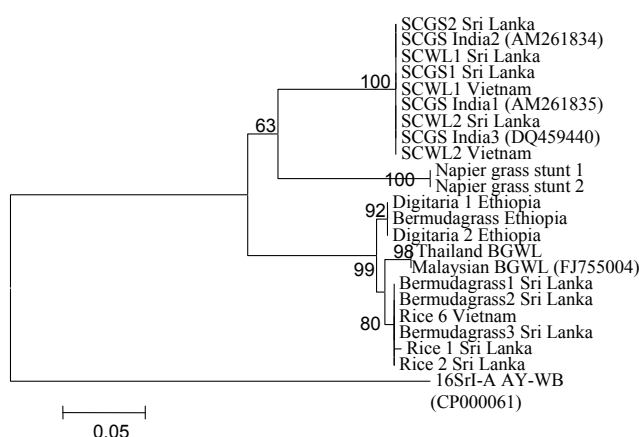 SCGS2 Sri Lanka
SCGS India2 (AM261834)
SCWL1 Sri Lanka
SCGS1 Sri Lanka
100
SCWL1 Vietnam
SCGS India1 (AM261835)
SCWL2 Sri Lanka
63
SCGS India3 (DQ459440)
SCWL2 Vietnam
Napier grass stunt 1
100
Napier grass stunt 2
Digitaria 1 Ethiopia
92
Bermudagrass Ethiopia
Digitaria 2 Ethiopia
98
Thailand BGWL
99
Malaysian BGWL (FJ755004)
Bermudagrass1 Sri Lanka
Bermudagrass2 Sri Lanka
Rice 6 Vietnam
80
Bermudagrass3 Sri Lanka
Rice 1 Sri Lanka
Rice 2 Sri Lanka
16SrI-A AY-WB
(CP000061)
0.05